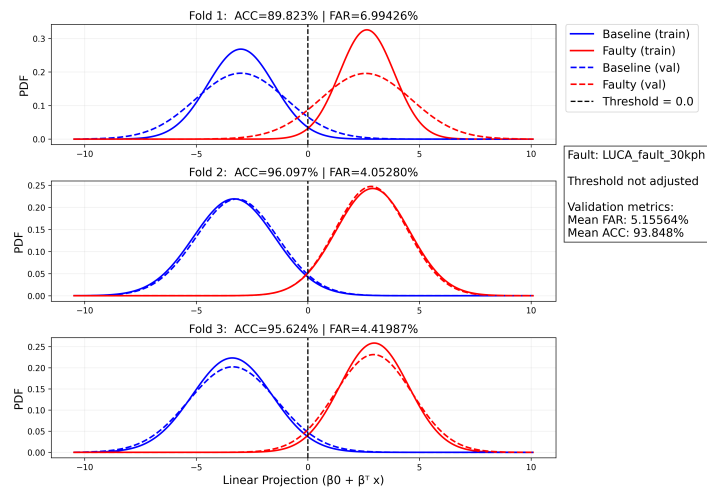 Fold 1:  ACC=89.823% | FAR=6.99426%
PDF
0.3
0.2
0.1
0.0
−10
−5
0
5
10
Baseline (train)
Faulty (train)
Baseline (val)
Faulty (val)
Threshold = 0.0
Fault: LUCA_fault_30kph
Threshold not adjusted
Validation metrics:
Mean FAR: 5.15564%
Mean ACC: 93.848%
Fold 2:  ACC=96.097% | FAR=4.05280%
PDF
0.25
0.20
0.15
0.10
0.05
0.00
−10
−5
0
5
10
Fold 3:  ACC=95.624% | FAR=4.41987%
PDF
0.25
0.20
0.15
0.10
0.05
0.00
−10
−5
0
5
10
Linear Projection (β0 + βᵀ x)